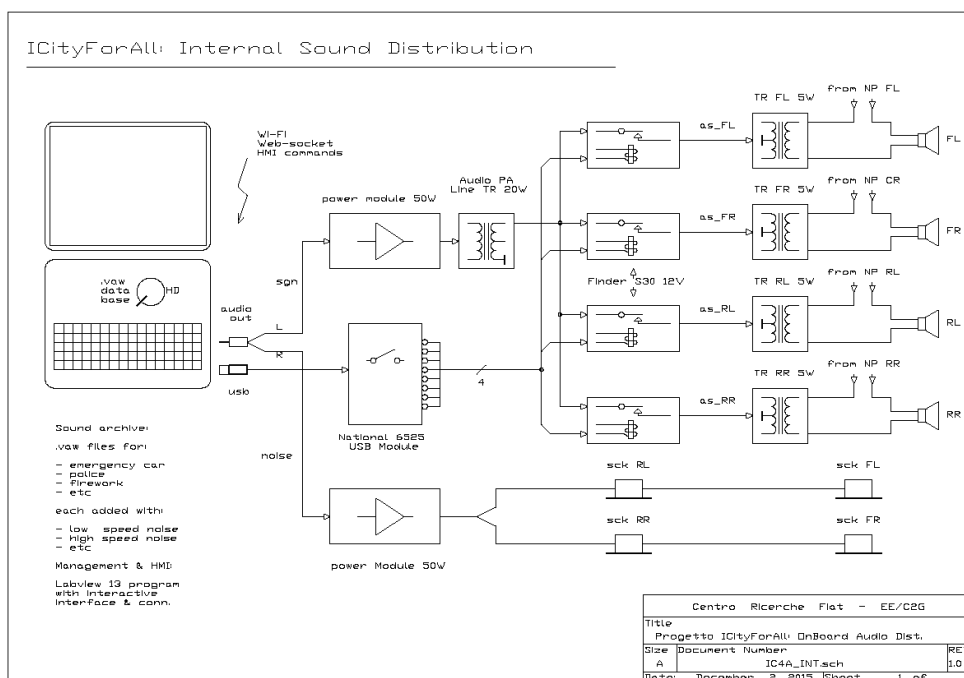 ICityForAll: Internal Sound Distribution
WI-FI
Web-socket
HMI commands
.vaw
data
base
HD
audio
out
L
R
usb
sgn
noise
power module 50W
Audio PA
Line TR 20W
National 6525
USB Module
4
Finder S30 12V
as_FL
TR FL 5W
from NP FL
FL
as_FR
TR FR 5W
from NP CR
FR
as_RL
TR RL 5W
from NP RL
RL
as_RR
TR RR 5W
from NP RR
RR
power Module 50W
sck RL
sck FL
sck RR
sck FR
Sound archive:
.vaw files for:
- emergency car
- police
- firework
- etc
each added with:
- low speed noise
- high speed noise
- etc
Management & HMI:
Labview 13 program
with interactive
Interface & conn.
Centro Ricerche Fiat - EE/C2G
Title
Progetto ICityForAll: OnBoard Audio Dist.
Size Document Number RE
A IC4A_INT.sch 1.0
Date: December 2, 2015 Sheet 1 of